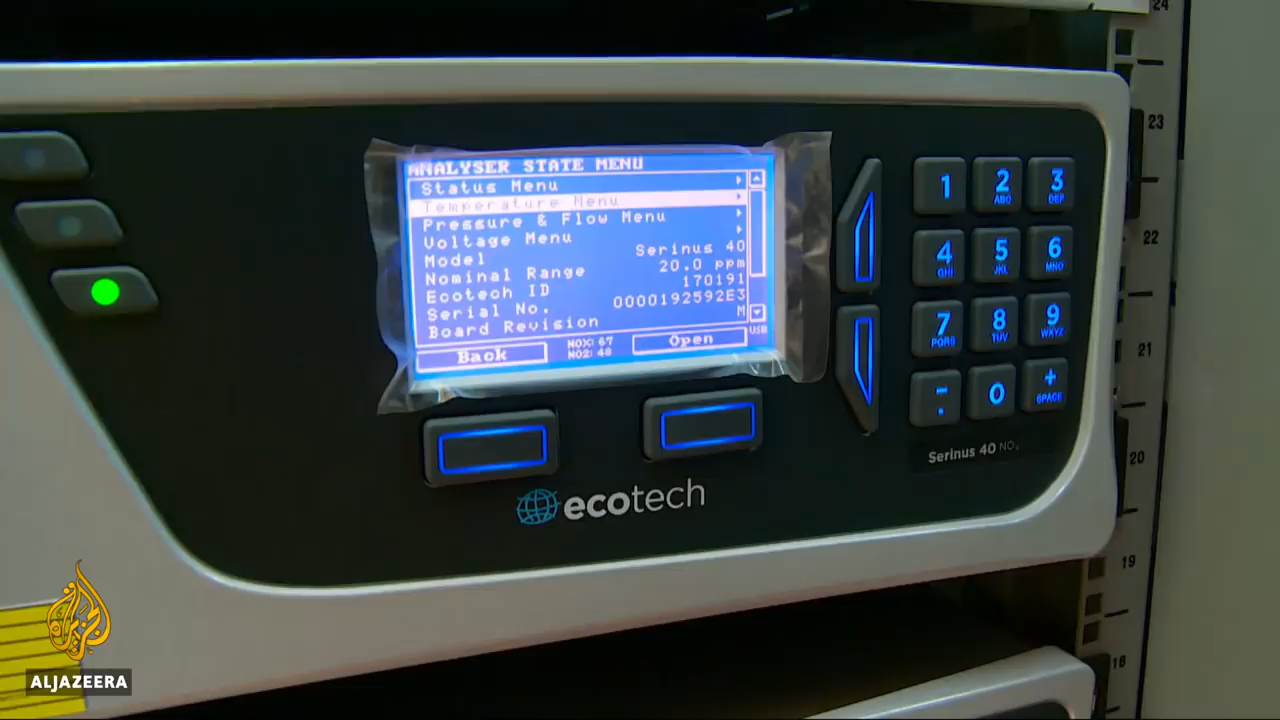 24
ANALYSER STATE MENU
Status Menu
Temperature Menu
Pressure & Flow Menu
Voltage Menu
Model Serinus 40
Nominal Range 20.0 ppm
Ecotech ID 170191
Serial No. 0000192592E3
Board Revision M
Back NOX: 67 Open USB
NO2: 48
1 2 ABC 3 DEF
4 GHI 5 JKL 6 MNO
7 PQRS 8 TUV 9 WXYZ
0 + SPACE
Serinus 40 NOx
ecotech
23
22
21
20
19
18
ALJAZEERA
الجزيرة